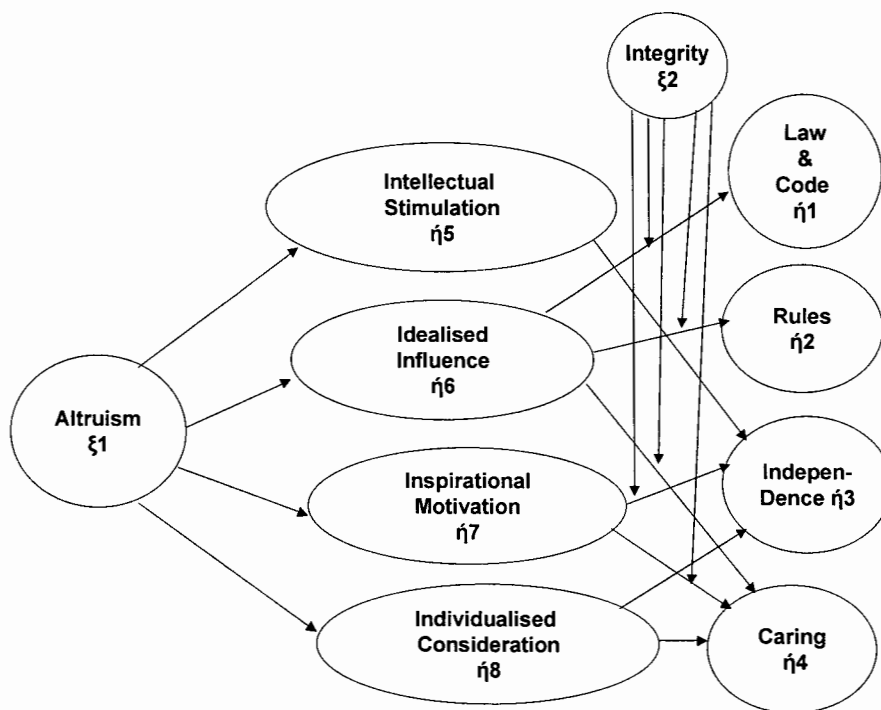 Integrity
ξ2
Law
&
Code
ή1
Intellectual
Stimulation
ή5
Idealised
Influence
ή6
Rules
ή2
Altruism
ξ1
Inspirational
Motivation
ή7
Indepen-
Dence ή3
Individualised
Consideration
ή8
Caring
ή4